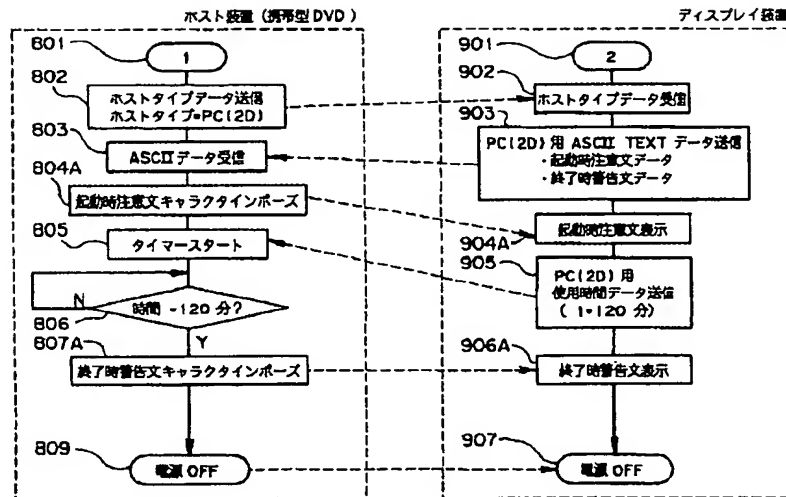 ホスト装置（携帯型DVD）
801
1
802
ホストタイプデータ送信
ホストタイプ=PC(2D)
803
ASCIIデータ受信
804A
起動時注意文キャラクタインポーズ
805
タイマースタート
N
時間 -120 分?
806
Y
807A
終了時警告文キャラクタインポーズ
809
電源 OFF
ディスプレイ装置
901
2
902
ホストタイプデータ受信
903
PC(2D)用 ASCII TEXT データ送信
・起動時注意文データ
・終了時警告文データ
起動時注意文表示
904A
905
PC(2D)用
使用時間データ送信
( 1-120 分)
906A
終了時警告文表示
907
電源 OFF